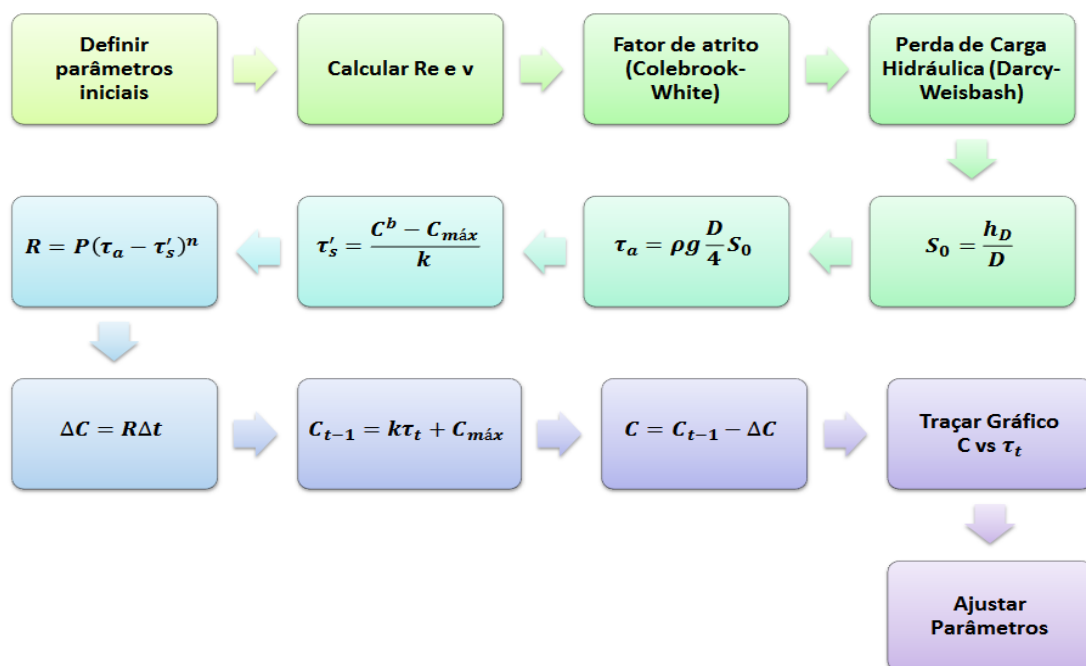 Definir
parâmetros
iniciais
Calcular Re e v
Fator de atrito
(Colebrook-
White)
Perda de Carga
Hidráulica (Darcy-
Weisbash)
S₀ = h_D / D
τ_a = ρg D/4 S₀
τ′_s = (C^b − C_máx) / k
R = P(τ_a − τ′_s)^n
ΔC = RΔt
C_{t−1} = kτ_t + C_máx
C = C_{t−1} − ΔC
Traçar Gráfico
C vs τ_t
Ajustar
Parâmetros